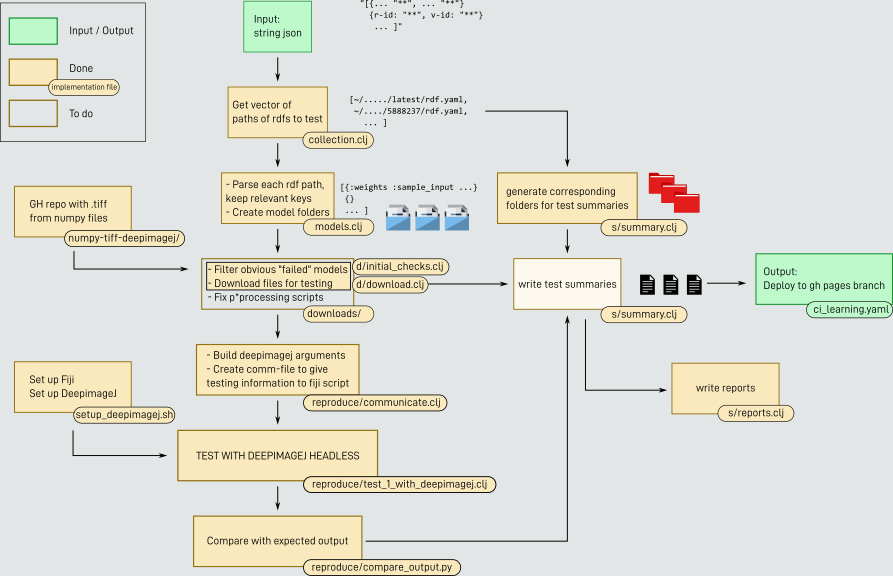 Input / Output
Done
implementation file
To do
Input:
string json
"[{... "**", ... "**"}
{r-id: "**", v-id: "**"}
... ]"
Get vector of
paths of rdfs to test
collection.clj
[~/...../latest/rdf.yaml,
~/..../5888237/rdf.yaml,
... ]
- Parse each rdf path,
keep relevant keys
- Create model folders
models.clj
[{:weights :sample_input ...}
{}
... ]
generate corresponding
folders for test summaries
s/summary.clj
GH repo with .tiff
from numpy files
numpy-tiff-deepimagej/
- Filter obvious "failed" models
- Download files for testing
- Fix p*processing scripts
d/initial_checks.clj
d/download.clj
downloads/
write test summaries
s/summary.clj
Output:
Deploy to gh pages branch
ci_learning.yaml
- Build deepimagej arguments
- Create comm-file to give
testing information to fiji script
reproduce/communicate.clj
Set up Fiji
Set up DeepimageJ
setup_deepimagej.sh
write reports
s/reports.clj
TEST WITH DEEPIMAGEJ HEADLESS
reproduce/test_1_with_deepimagej.clj
Compare with expected output
reproduce/compare_output.py